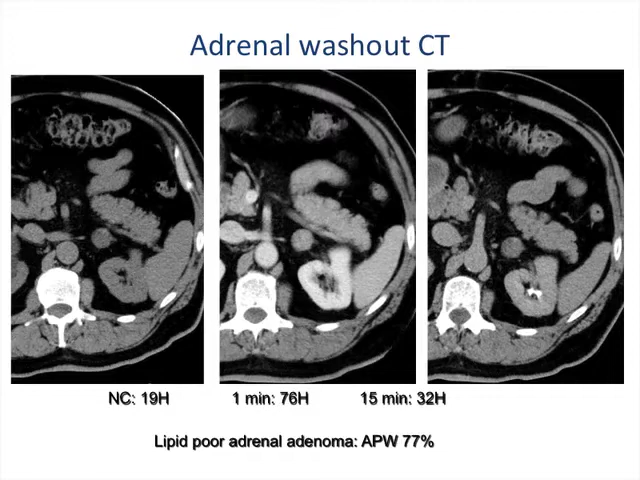 Adrenal washout CT
NC: 19H 1 min: 76H 15 min: 32H
Lipid poor adrenal adenoma: APW 77%